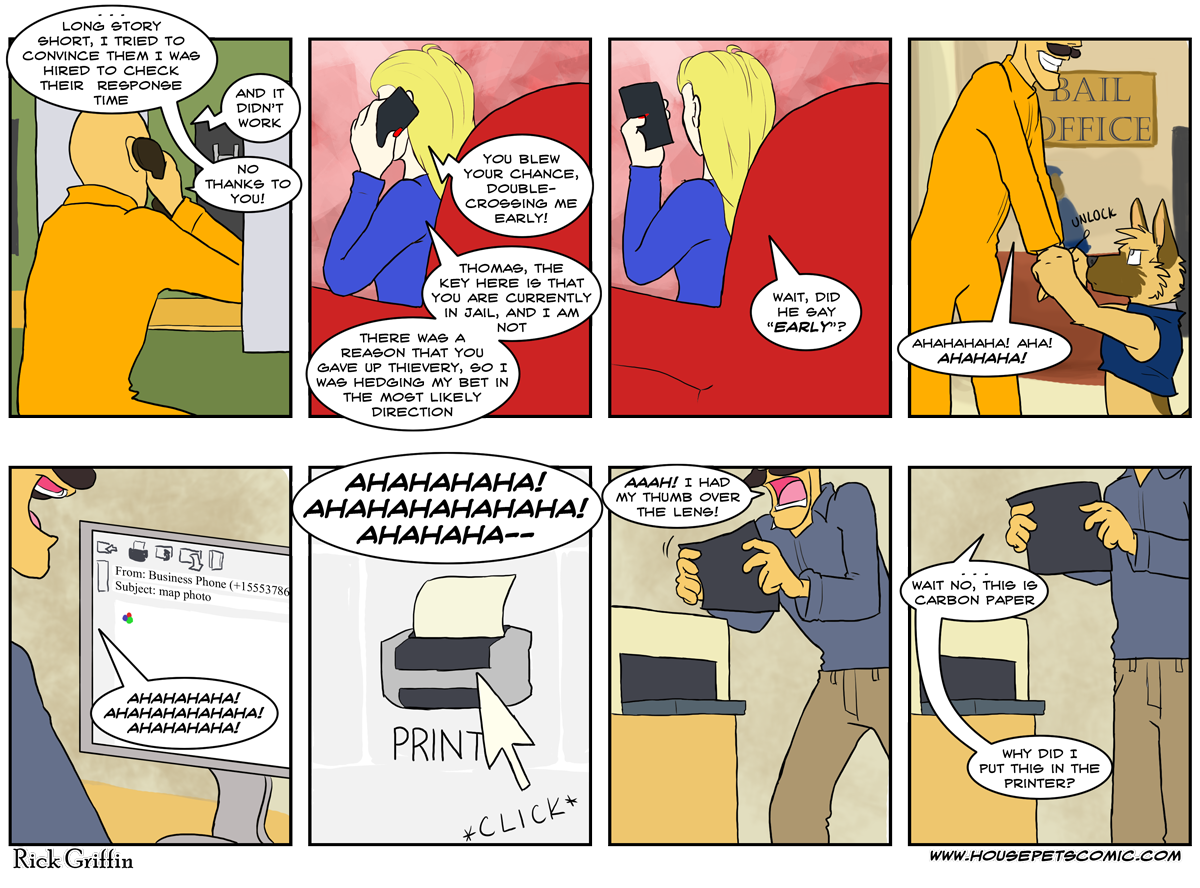 . . .
LONG STORY
SHORT, I TRIED TO
CONVINCE THEM I WAS
HIRED TO CHECK
THEIR RESPONSE
TIME
AND IT
DIDN'T
WORK
NO
THANKS TO
YOU!
YOU BLEW
YOUR CHANCE,
DOUBLE-
CROSSING ME
EARLY!
THOMAS, THE
KEY HERE IS THAT
YOU ARE CURRENTLY
IN JAIL, AND I AM
NOT
THERE WAS A
REASON THAT YOU
GAVE UP THIEVERY, SO I
WAS HEDGING MY BET IN
THE MOST LIKELY
DIRECTION
WAIT, DID
HE SAY
"EARLY"?
BAIL
OFFICE
UNLOCK
AHAHAHAHA! AHA!
AHAHAHA!
From: Business Phone (+15553786
Subject: map photo
AHAHAHAHA!
AHAHAHAHAHAHA!
AHAHAHAHA!
AHAHAHAHA!
AHAHAHAHAHAHA!
AHAHAHA--
PRINT
*CLICK*
AAAH! I HAD
MY THUMB OVER
THE LENS!
. . .
WAIT NO, THIS IS
CARBON PAPER
WHY DID I
PUT THIS IN THE
PRINTER?
Rick Griffin
WWW.HOUSEPETSCOMIC.COM